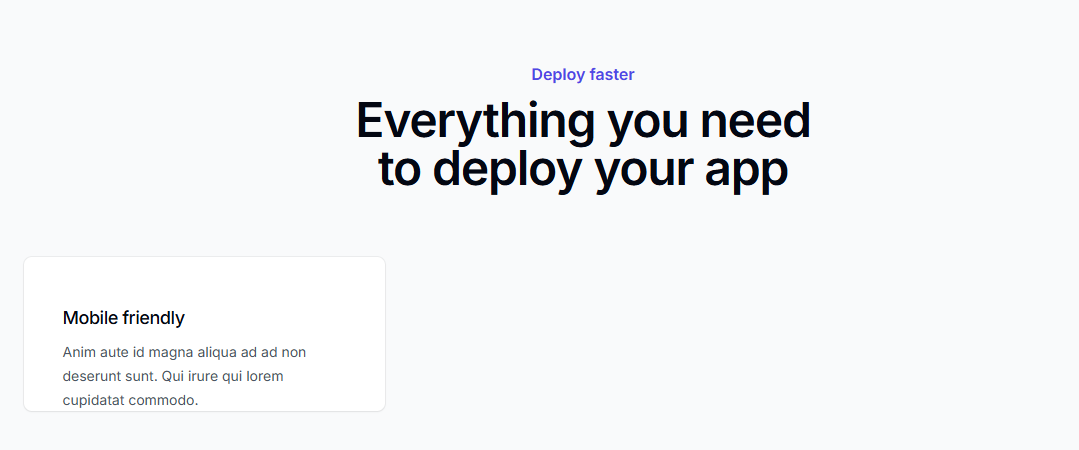 Deploy faster
Everything you need
to deploy your app
Mobile friendly
Anim aute id magna aliqua ad ad non
deserunt sunt. Qui irure qui lorem
cupidatat commodo.